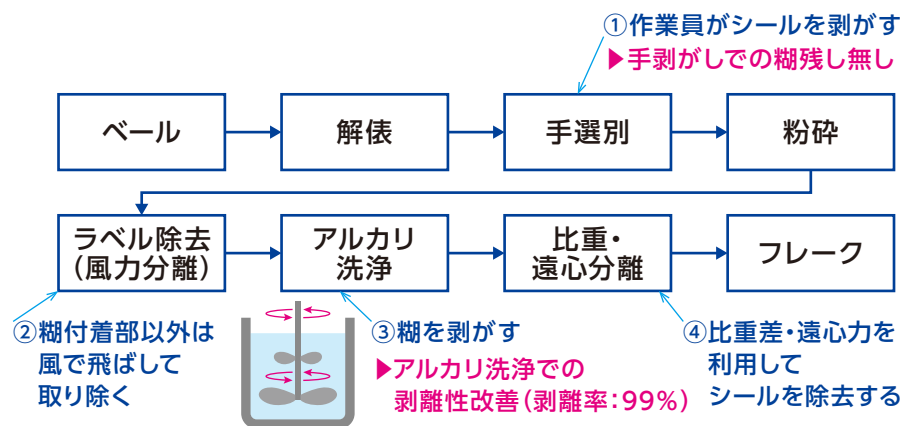 ①作業員がシールを剥がす
▶手剥がしでの糊残し無し
ベール
解俵
手選別
粉砕
ラベル除去
(風力分離)
アルカリ
洗浄
比重・
遠心分離
フレーク
②糊付着部以外は
風で飛ばして
取り除く
③糊を剥がす
▶アルカリ洗浄での
剥離性改善(剥離率:99%)
④比重差・遠心力を
利用して
シールを除去する